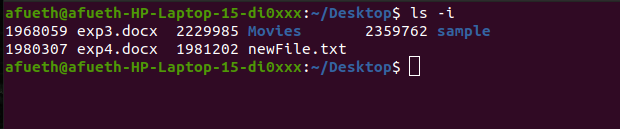 afueth@afueth-HP-Laptop-15-di0xxx:~/Desktop$ ls -i
1968059 exp3.docx  2229985 Movies        2359762 sample
1980307 exp4.docx  1981202 newFile.txt
afueth@afueth-HP-Laptop-15-di0xxx:~/Desktop$